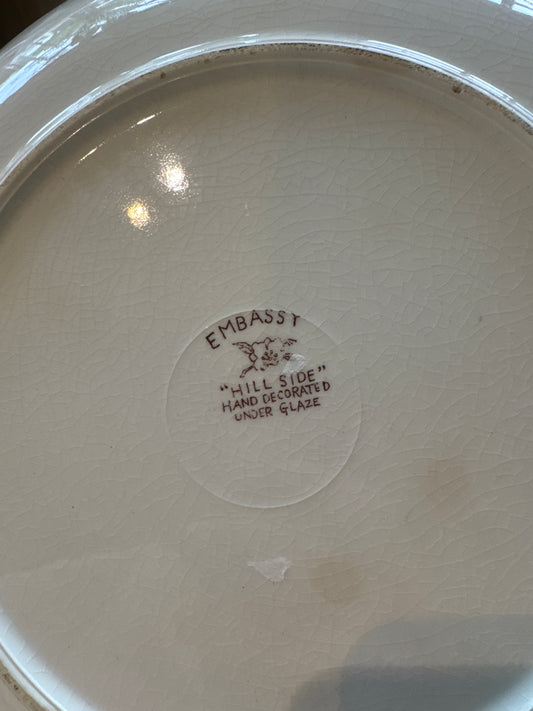 EMBASSY
"HILL SIDE"
HAND DECORATED
UNDER GLAZE